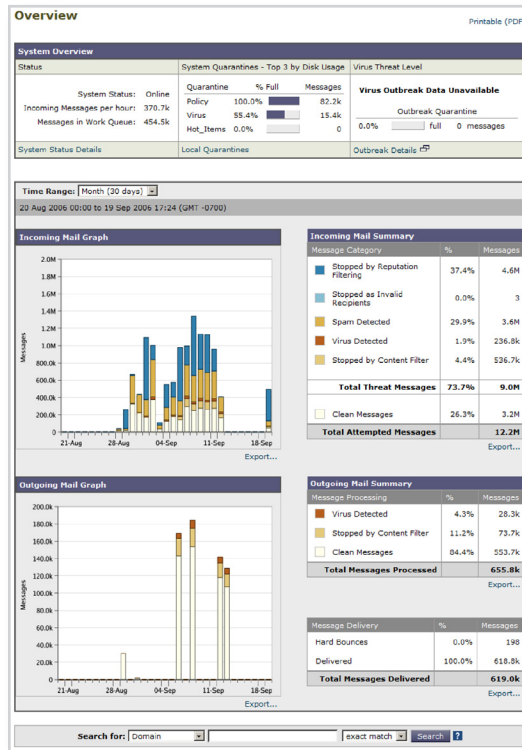 Overview
Printable (PDF
System Overview
Status
System Status: Online
Incoming Messages per hour: 370.7k
Messages in Work Queue: 454.5k
System Status Details
System Quarantines - Top 3 by Disk Usage
Quarantine % Full Messages
Policy 100.0% 82.2k
Virus 55.4% 15.4k
Hot_Items 0.0% 0
Local Quarantines
Virus Threat Level
Virus Outbreak Data Unavailable
Outbreak Quarantine
0.0% full 0 messages
Outbreak Details
Time Range: Month (30 days)
20 Aug 2006 00:00 to 19 Sep 2006 17:24 (GMT -0700)
Incoming Mail Graph
Messages
2.0M
1.8M
1.6M
1.4M
1.2M
1.0M
800.0k
600.0k
400.0k
200.0k
0.0
21-Aug 28-Aug 04-Sep 11-Sep 18-Sep
Export...
Incoming Mail Summary
Message Category % Messages
Stopped by Reputation Filtering 37.4% 4.6M
Stopped as Invalid Recipients 0.0% 3
Spam Detected 29.9% 3.6M
Virus Detected 1.9% 236.8k
Stopped by Content Filter 4.4% 536.7k
Total Threat Messages 73.7% 9.0M
Clean Messages 26.3% 3.2M
Total Attempted Messages 12.2M
Export...
Outgoing Mail Graph
Messages
200.0k
180.0k
160.0k
140.0k
120.0k
100.0k
80.0k
60.0k
40.0k
20.0k
0.0
21-Aug 28-Aug 04-Sep 11-Sep 18-Sep
Export...
Outgoing Mail Summary
Message Processing % Messages
Virus Detected 4.3% 28.3k
Stopped by Content Filter 11.2% 73.7k
Clean Messages 84.4% 553.7k
Total Messages Processed 655.8k
Export...
Message Delivery % Messages
Hard Bounces 0.0% 198
Delivered 100.0% 618.8k
Total Messages Delivered 619.0k
Export...
Search for: Domain exact match Search ?